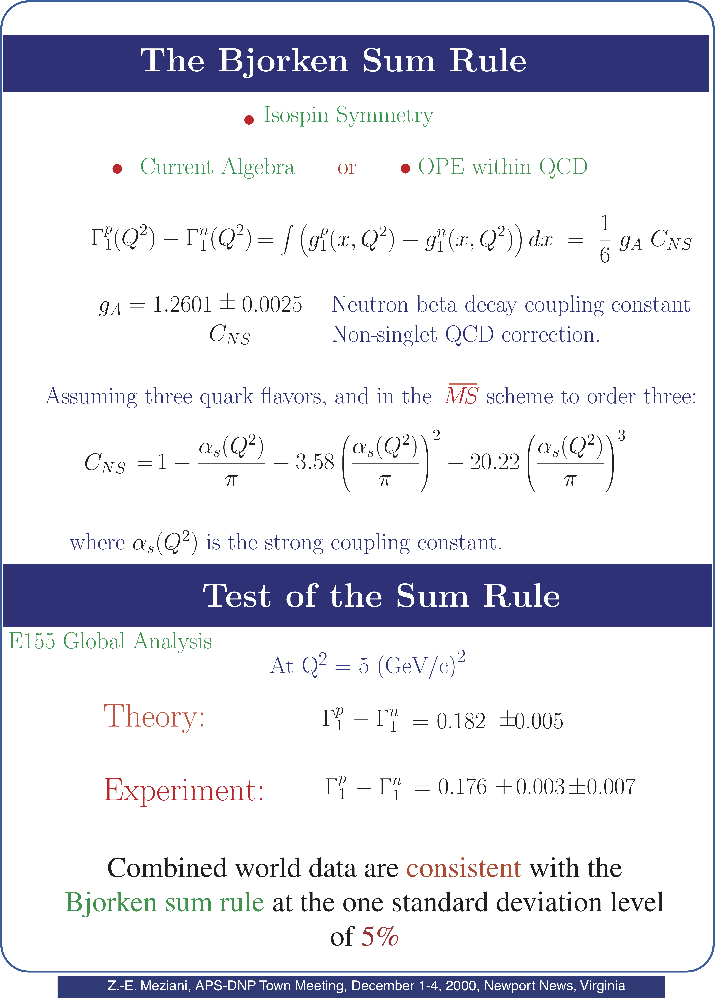 The Bjorken Sum Rule
• Isospin Symmetry
• Current Algebra or • OPE within QCD
$\Gamma_1^p(Q^2) - \Gamma_1^n(Q^2) = \int \left( g_1^p(x, Q^2) - g_1^n(x, Q^2) \right) dx = \frac{1}{6} g_A C_{NS}$
$g_A = 1.2601 \pm 0.0025$ Neutron beta decay coupling constant
$C_{NS}$ Non-singlet QCD correction.
Assuming three quark flavors, and in the $\overline{MS}$ scheme to order three:
$C_{NS} = 1 - \frac{\alpha_s(Q^2)}{\pi} - 3.58 \left( \frac{\alpha_s(Q^2)}{\pi} \right)^2 - 20.22 \left( \frac{\alpha_s(Q^2)}{\pi} \right)^3$
where $\alpha_s(Q^2)$ is the strong coupling constant.
Test of the Sum Rule
E155 Global Analysis
At $Q^2 = 5$ (GeV/c)$^2$
Theory: $\Gamma_1^p - \Gamma_1^n = 0.182 \pm 0.005$
Experiment: $\Gamma_1^p - \Gamma_1^n = 0.176 \pm 0.003 \pm 0.007$
Combined world data are consistent with the
Bjorken sum rule at the one standard deviation level
of 5%
Z.-E. Meziani, APS-DNP Town Meeting, December 1-4, 2000, Newport News, Virginia